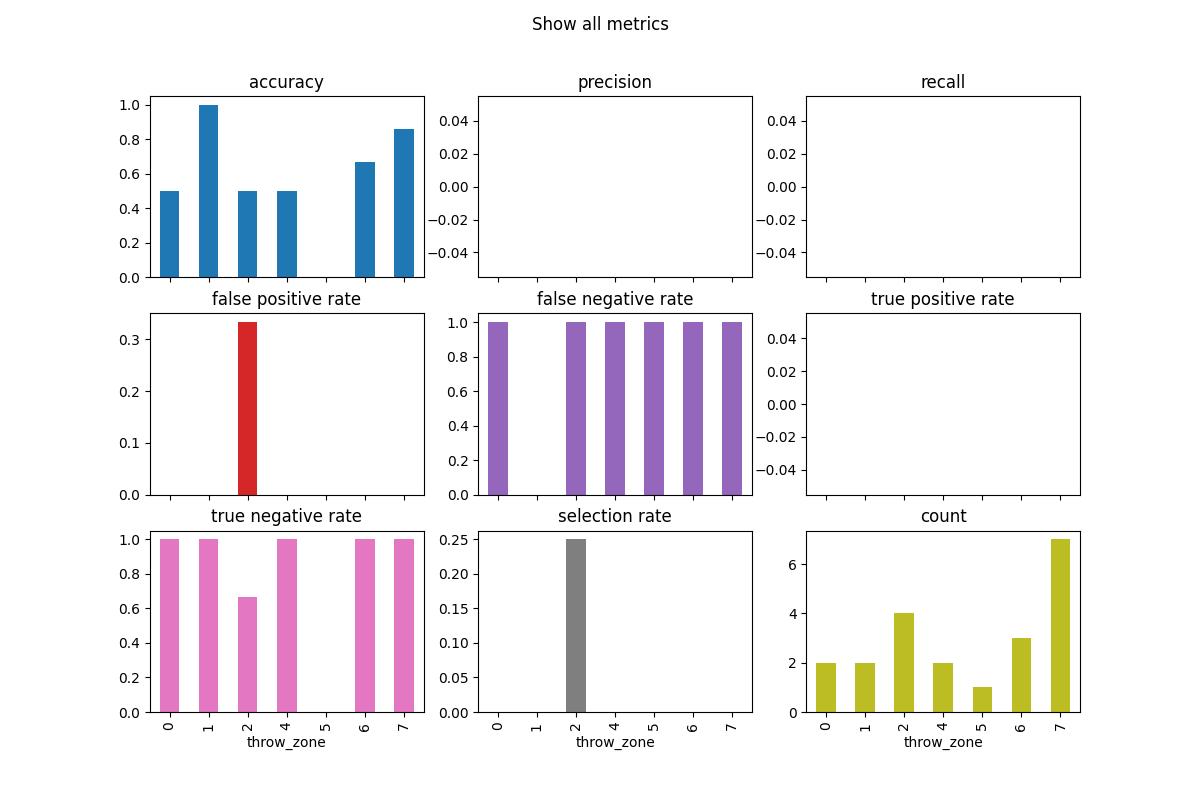 Show all metrics
accuracy
1.0
0.8
0.6
0.4
0.2
0.0
precision
0.04
0.02
0.00
−0.02
−0.04
recall
0.04
0.02
0.00
−0.02
−0.04
false positive rate
0.3
0.2
0.1
0.0
false negative rate
1.0
0.8
0.6
0.4
0.2
0.0
true positive rate
0.04
0.02
0.00
−0.02
−0.04
true negative rate
1.0
0.8
0.6
0.4
0.2
0.0
0 1 2 4 5 6 7
throw_zone
selection rate
0.25
0.20
0.15
0.10
0.05
0.00
0 1 2 4 5 6 7
throw_zone
count
6
4
2
0
0 1 2 4 5 6 7
throw_zone